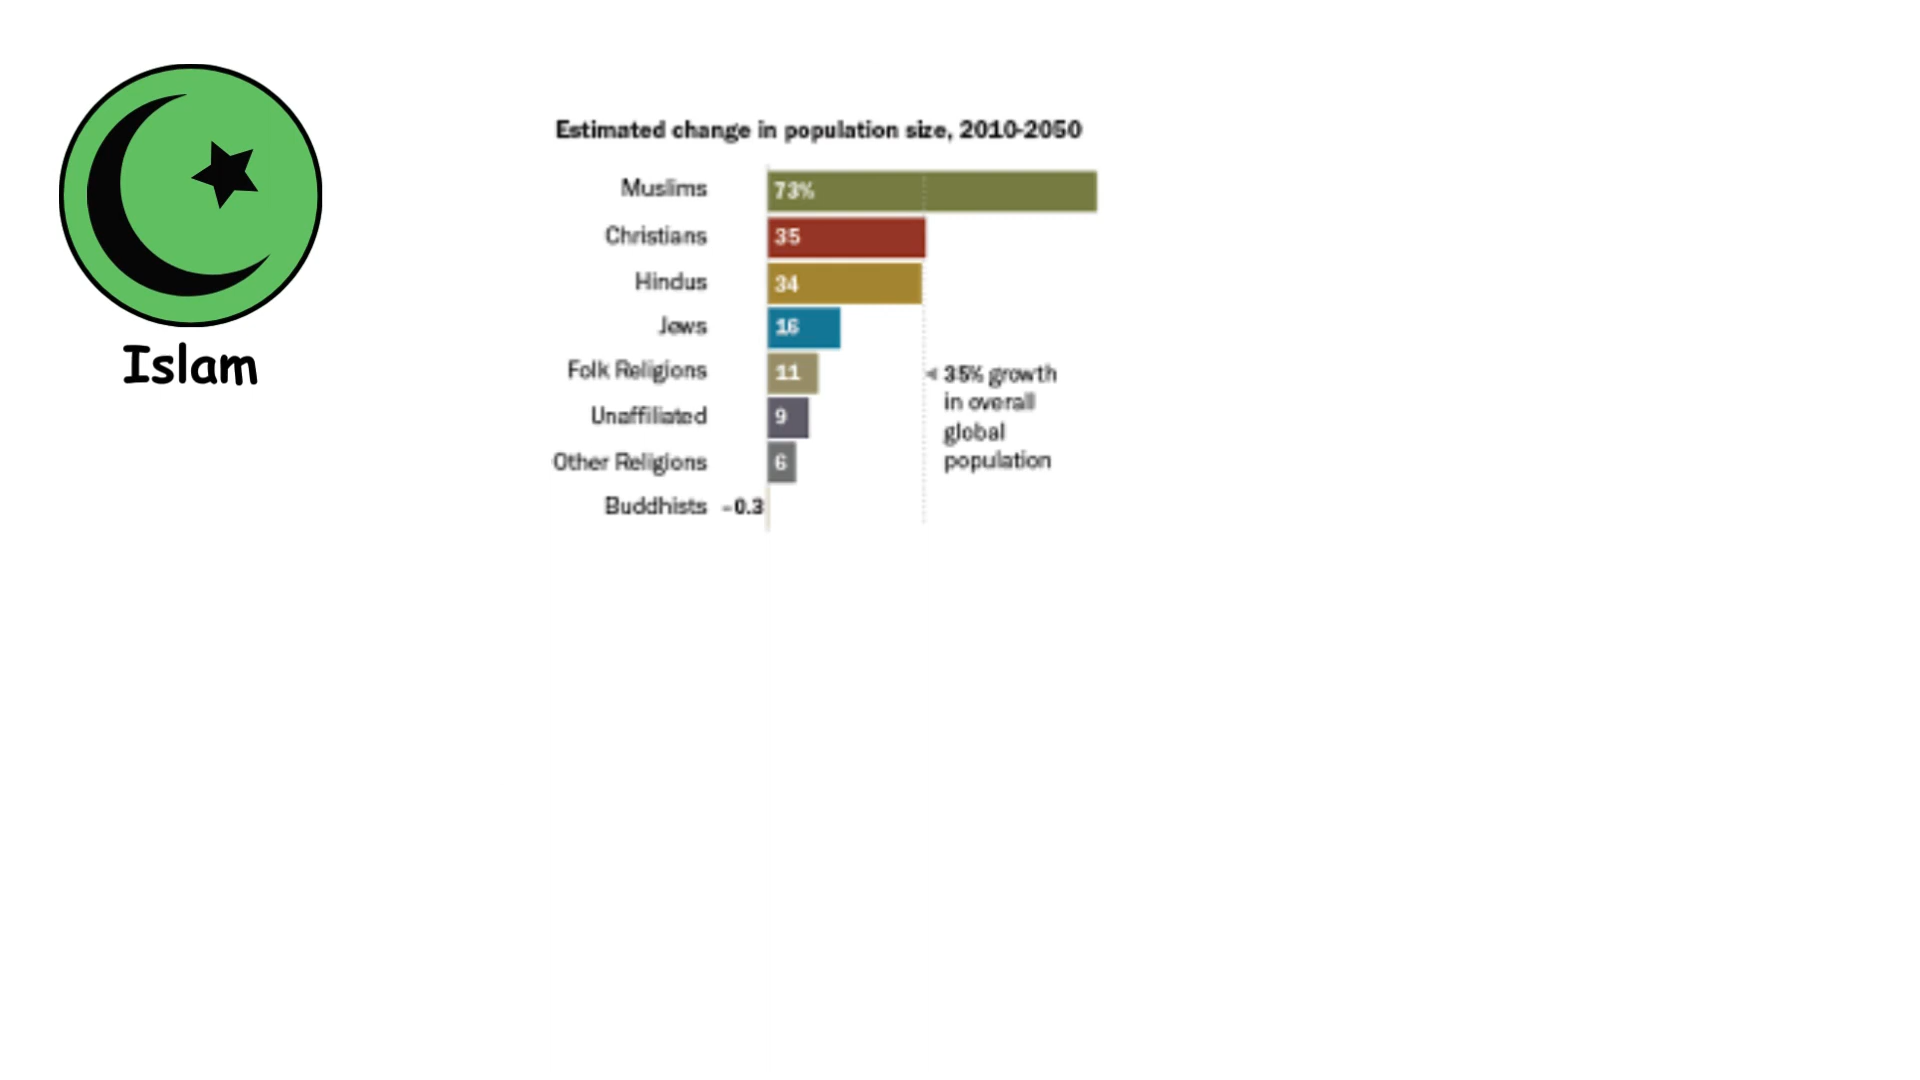 Islam
Estimated change in population size, 2010-2050
Muslims 73%
Christians 35
Hindus 34
Jews 16
Folk Religions 11
Unaffiliated 9
Other Religions 6
Buddhists -0.3
35% growth
in overall
global
population